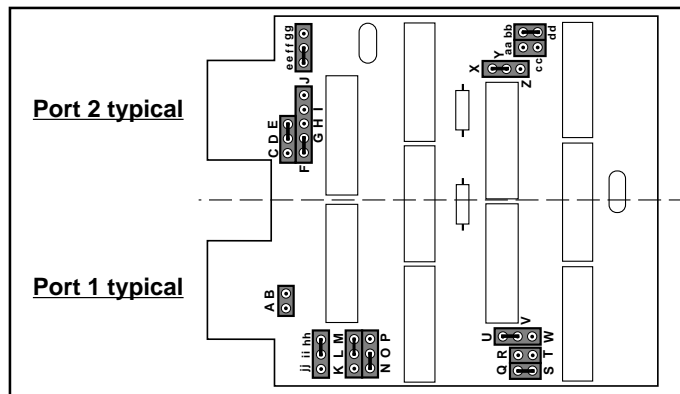 ee ff gg
J
C D E
F
G H I
X
Y
Z
aa bb
cc
dd
Port 2 typical
Port 1 typical
A B
jj ii hh
K L M
N O P
U
V
W
Q R
S T